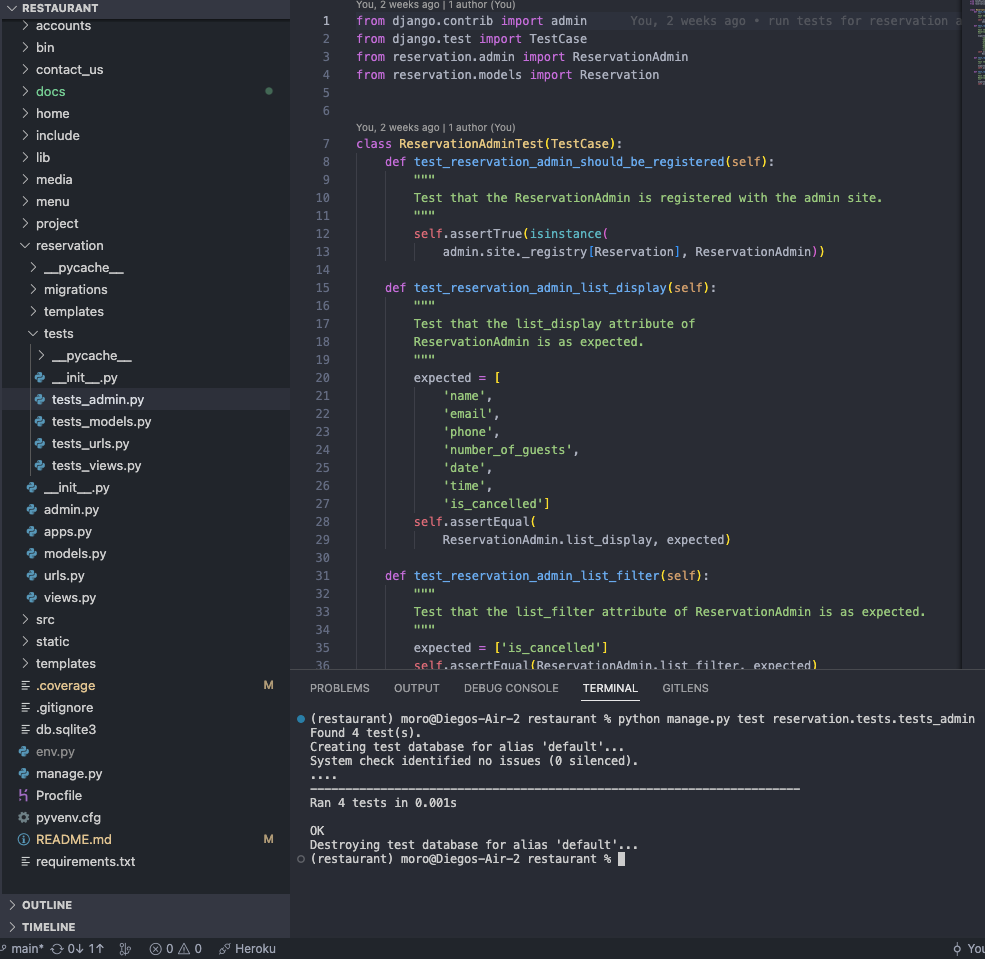 RESTAURANT
accounts
bin
contact_us
docs
home
include
lib
media
menu
project
reservation
__pycache__
migrations
templates
tests
__pycache__
__init__.py
tests_admin.py
tests_models.py
tests_urls.py
tests_views.py
__init__.py
admin.py
apps.py
models.py
urls.py
views.py
src
static
templates
.coverage M
.gitignore
db.sqlite3
env.py
manage.py
Procfile
pyvenv.cfg
README.md M
requirements.txt
OUTLINE
TIMELINE
You, 2 weeks ago | 1 author (You)
1 from django.contrib import admin You, 2 weeks ago • run tests for reservation a
2 from django.test import TestCase
3 from reservation.admin import ReservationAdmin
4 from reservation.models import Reservation
5
6
You, 2 weeks ago | 1 author (You)
7 class ReservationAdminTest(TestCase):
8 def test_reservation_admin_should_be_registered(self):
9 """
10 Test that the ReservationAdmin is registered with the admin site.
11 """
12 self.assertTrue(isinstance(
13 admin.site._registry[Reservation], ReservationAdmin))
14
15 def test_reservation_admin_list_display(self):
16 """
17 Test that the list_display attribute of
18 ReservationAdmin is as expected.
19 """
20 expected = [
21 'name',
22 'email',
23 'phone',
24 'number_of_guests',
25 'date',
26 'time',
27 'is_cancelled']
28 self.assertEqual(
29 ReservationAdmin.list_display, expected)
30
31 def test_reservation_admin_list_filter(self):
32 """
33 Test that the list_filter attribute of ReservationAdmin is as expected.
34 """
35 expected = ['is_cancelled']
36 self.assertEqual(ReservationAdmin.list_filter, expected)
PROBLEMS OUTPUT DEBUG CONSOLE TERMINAL GITLENS
(restaurant) moro@Diegos-Air-2 restaurant % python manage.py test reservation.tests.tests_admin
Found 4 test(s).
Creating test database for alias 'default'...
System check identified no issues (0 silenced).
....
----------------------------------------------------------------------
Ran 4 tests in 0.001s
OK
Destroying test database for alias 'default'...
(restaurant) moro@Diegos-Air-2 restaurant %
main* 0↓ 1↑ 0 0 Heroku You